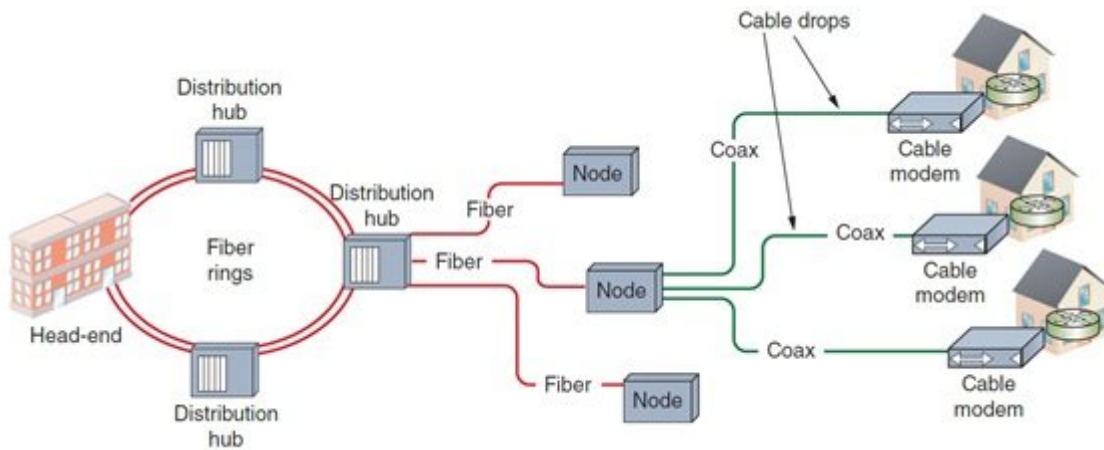 Cable drops
Distribution
hub
Coax
Cable
modem
Node
Distribution
hub
Fiber
Fiber
rings
Fiber
Coax
Node
Cable
modem
Head-end
Coax
Fiber
Node
Cable
modem
Distribution
hub